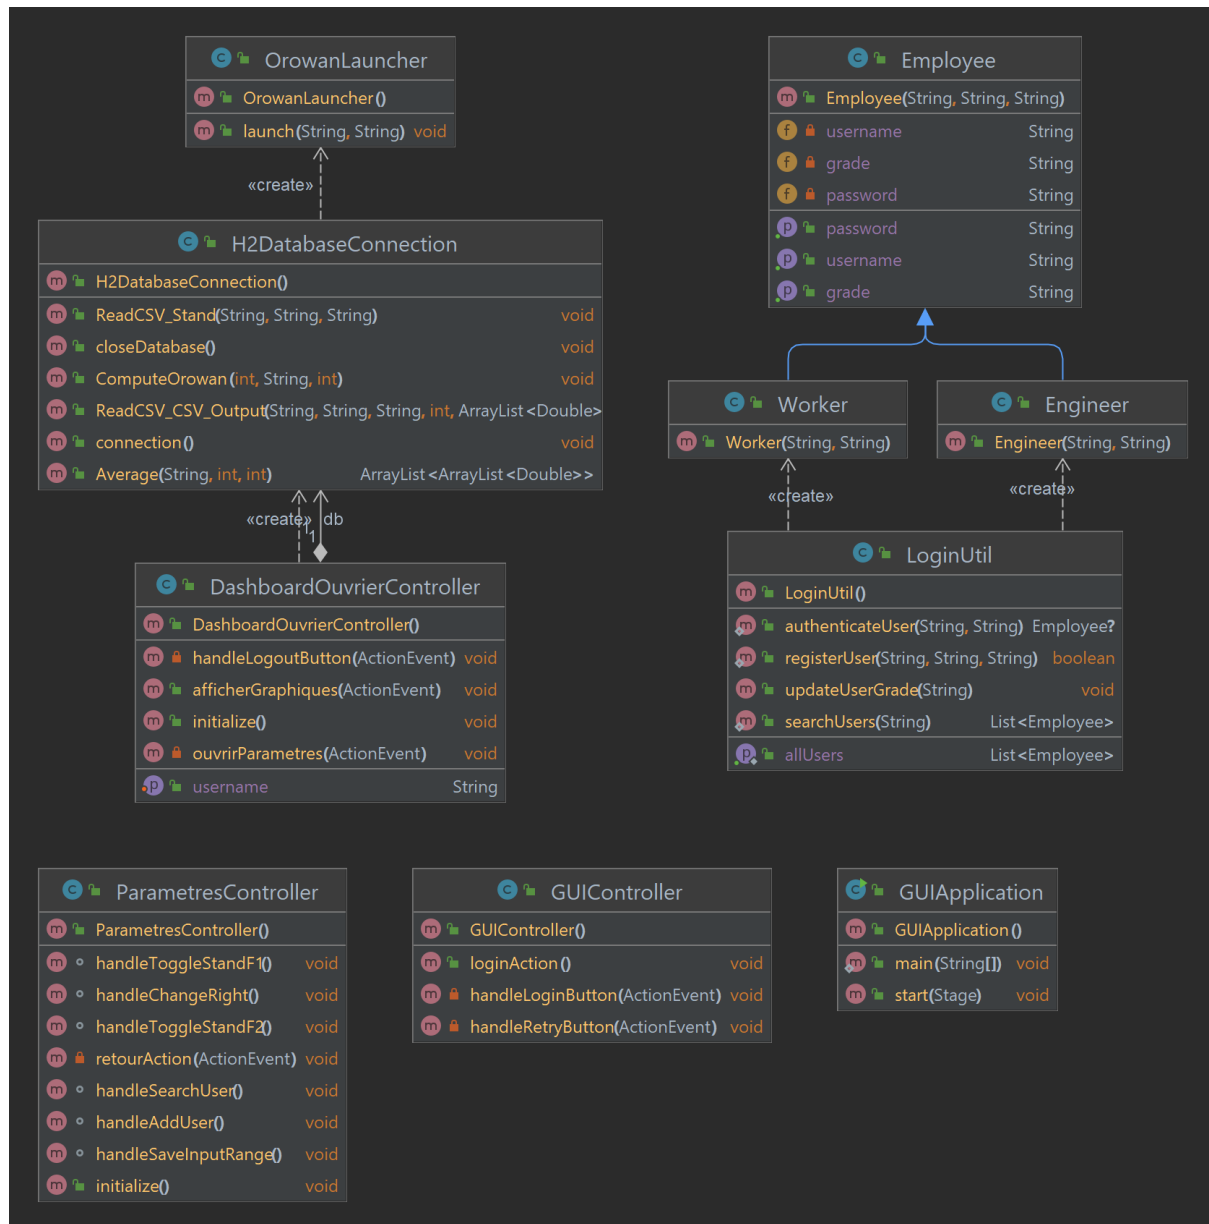 OrowanLauncher
OrowanLauncher()
launch(String, String) void
«create»
H2DatabaseConnection
H2DatabaseConnection()
ReadCSV_Stand(String, String, String) void
closeDatabase() void
ComputeOrowan(int, String, int) void
ReadCSV_CSV_Output(String, String, String, int, ArrayList<Double>
connection() void
Average(String, int, int) ArrayList<ArrayList<Double>>
«create»
1
1
db
DashboardOuvrierController
DashboardOuvrierController()
handleLogoutButton(ActionEvent) void
afficherGraphiques(ActionEvent) void
initialize() void
ouvrirParametres(ActionEvent) void
username String
Employee
Employee(String, String, String)
username String
grade String
password String
password String
username String
grade String
Worker
Worker(String, String)
Engineer
Engineer(String, String)
«create»
«create»
LoginUtil
LoginUtil()
authenticateUser(String, String) Employee?
registerUser(String, String, String) boolean
updateUserGrade(String) void
searchUsers(String) List<Employee>
allUsers List<Employee>
ParametresController
ParametresController()
handleToggleStandF1() void
handleChangeRight() void
handleToggleStandF2() void
retourAction(ActionEvent) void
handleSearchUser() void
handleAddUser() void
handleSaveInputRange() void
initialize() void
GUIController
GUIController()
loginAction() void
handleLoginButton(ActionEvent) void
handleRetryButton(ActionEvent) void
GUIApplication
GUIApplication()
main(String[]) void
start(Stage) void